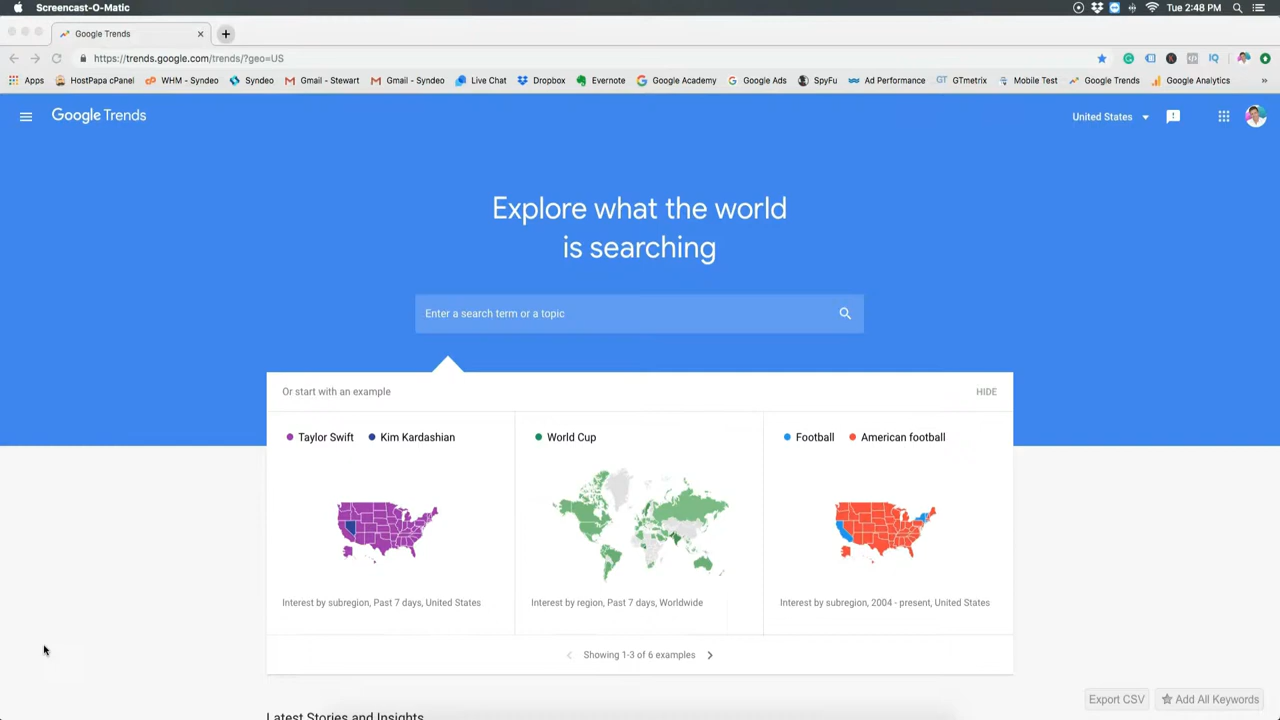 Screencast-O-Matic
Tue 2:48 PM
Google Trends
https://trends.google.com/trends/?geo=US
Apps
HostPapa cPanel
WHM – Syndeo
Syndeo
Gmail - Stewart
Gmail - Syndeo
Live Chat
Dropbox
Evernote
Google Academy
Google Ads
SpyFu
Ad Performance
GT GTmetrix
Mobile Test
Google Trends
Google Analytics
»
Google Trends
United States
Explore what the world
is searching
Enter a search term or a topic
Or start with an example
HIDE
Taylor Swift
Kim Kardashian
World Cup
Football
American football
Interest by subregion, Past 7 days, United States
Interest by region, Past 7 days, Worldwide
Interest by subregion, 2004 - present, United States
Showing 1-3 of 6 examples
Export CSV
Add All Keywords
Latest Stories and Insights